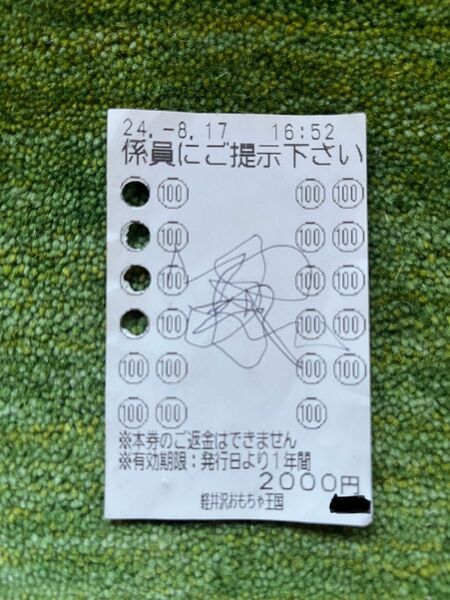 24.-8.17 16:52
係員にご提示下さい
100 100 100
100 100 100
100 100 100
100 100 100
100 100 100 100
100 100 100
※本券のご返金はできません
※有効期限：発行日より1年間
2000円
軽井沢おもちゃ王国